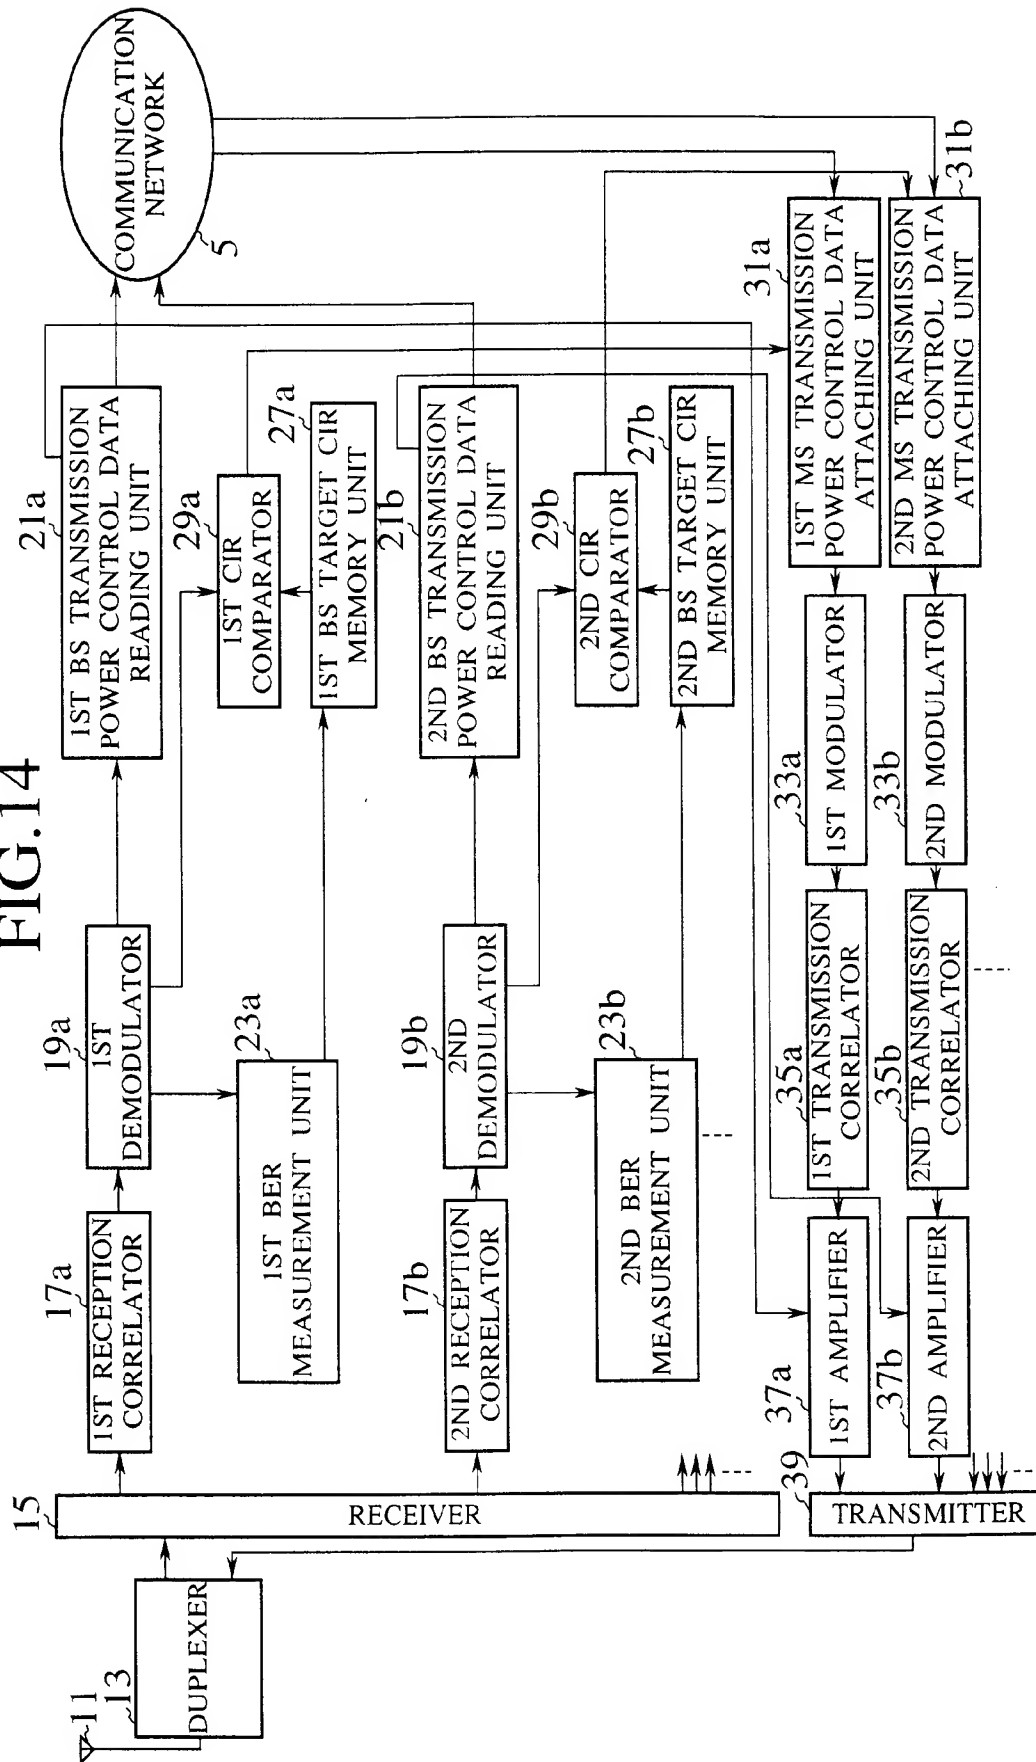 FIG.14
11
13
DUPLEXER
15
RECEIVER
17a
1ST RECEPTION
CORRELATOR
19a
1ST
DEMODULATOR
21a
1ST BS TRANSMISSION
POWER CONTROL DATA
READING UNIT
COMMUNICATION
NETWORK
5
23a
1ST BER
MEASUREMENT UNIT
29a
1ST CIR
COMPARATOR
27a
1ST BS TARGET CIR
MEMORY UNIT
17b
2ND RECEPTION
CORRELATOR
19b
2ND
DEMODULATOR
21b
2ND BS TRANSMISSION
POWER CONTROL DATA
READING UNIT
23b
2ND BER
MEASUREMENT UNIT
29b
2ND CIR
COMPARATOR
27b
2ND BS TARGET CIR
MEMORY UNIT
39
TRANSMITTER
37a
1ST AMPLIFIER
35a
1ST TRANSMISSION
CORRELATOR
33a
1ST MODULATOR
31a
1ST MS TRANSMISSION
POWER CONTROL DATA
ATTACHING UNIT
37b
2ND AMPLIFIER
35b
2ND TRANSMISSION
CORRELATOR
33b
2ND MODULATOR
31b
2ND MS TRANSMISSION
POWER CONTROL DATA
ATTACHING UNIT